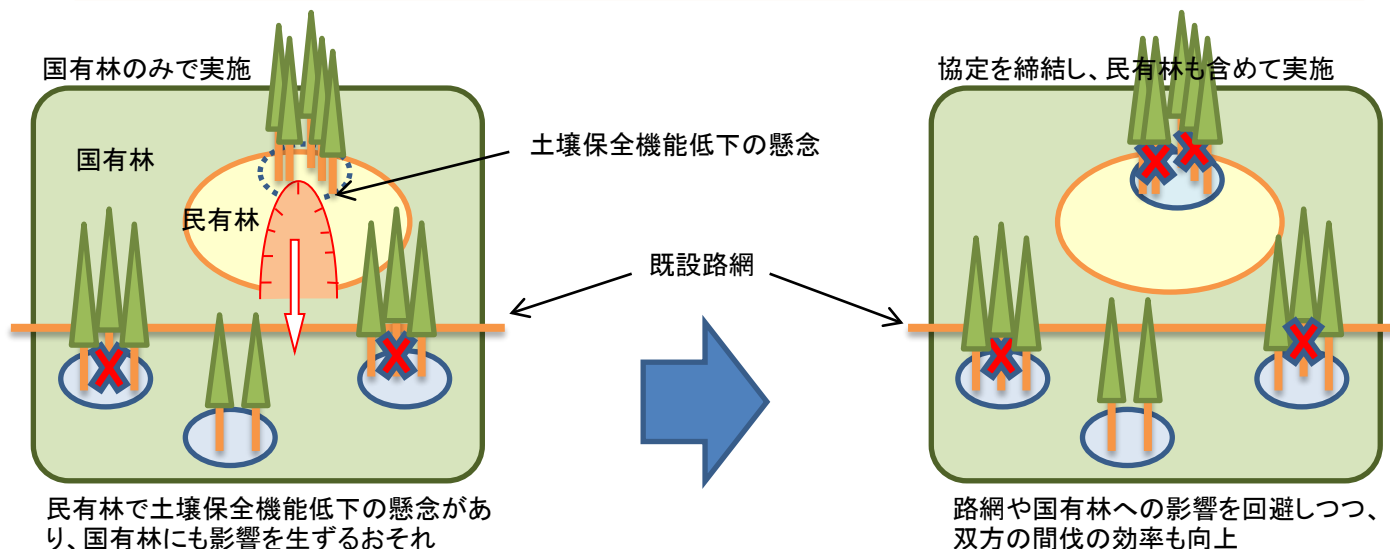 国有林のみで実施
協定を締結し、民有林も含めて実施
土壌保全機能低下の懸念
国有林
民有林
既設路網
民有林で土壌保全機能低下の懸念があ
り、国有林にも影響を生ずるおそれ
路網や国有林への影響を回避しつつ、
双方の間伐の効率も向上